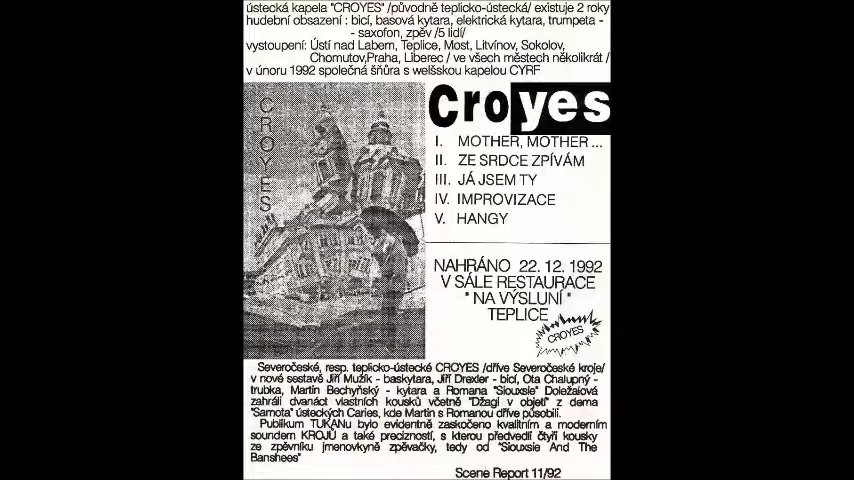 ústecká kapela "CROYES" /původně teplicko-ústecká/ existuje 2 roky
hudební obsazení : bicí, basová kytara, elektrická kytara, trumpeta -
- saxofon, zpěv /5 lidí/
vystoupení: Ústí nad Labem, Teplice, Most, Litvínov, Sokolov,
Chomutov,Praha, Liberec / ve všech městech několikrát /
v únoru 1992 společná šňůra s welšskou kapelou CYRF
CROYES
Croyes
I. MOTHER, MOTHER ...
II. ZE SRDCE ZPÍVÁM
III. JÁ JSEM TY
IV. IMPROVIZACE
V. HANGY
NAHRÁNO 22. 12. 1992
V SÁLE RESTAURACE
" NA VÝSLUNÍ "
TEPLICE
CROYES
Severočeské, resp. teplicko-ústecké CROYES /dříve Severočeské kroje/
v nové sestavě Jiří Mužík - baskytara, Jiří Drexler - bicí, Ota Chalupný -
trubka, Martin Bechyňský - kytara a Romana "Siouxsie" Doležalová
zahráli dvanáct vlastních kousků včetně "Džagi v objetí" z dema
"Samota" ústeckých Caries, kde Martin s Romanou dříve působili.
Publikum TUKANu bylo evidentně zaskočeno kvalitním a moderním
soundem KROJŮ a také precizností, s kterou předvedli čtyři kousky
ze zpěvníku jmenovkyně zpěvačky, tedy od "Siouxsie And The
Banshees"
Scene Report 11/92